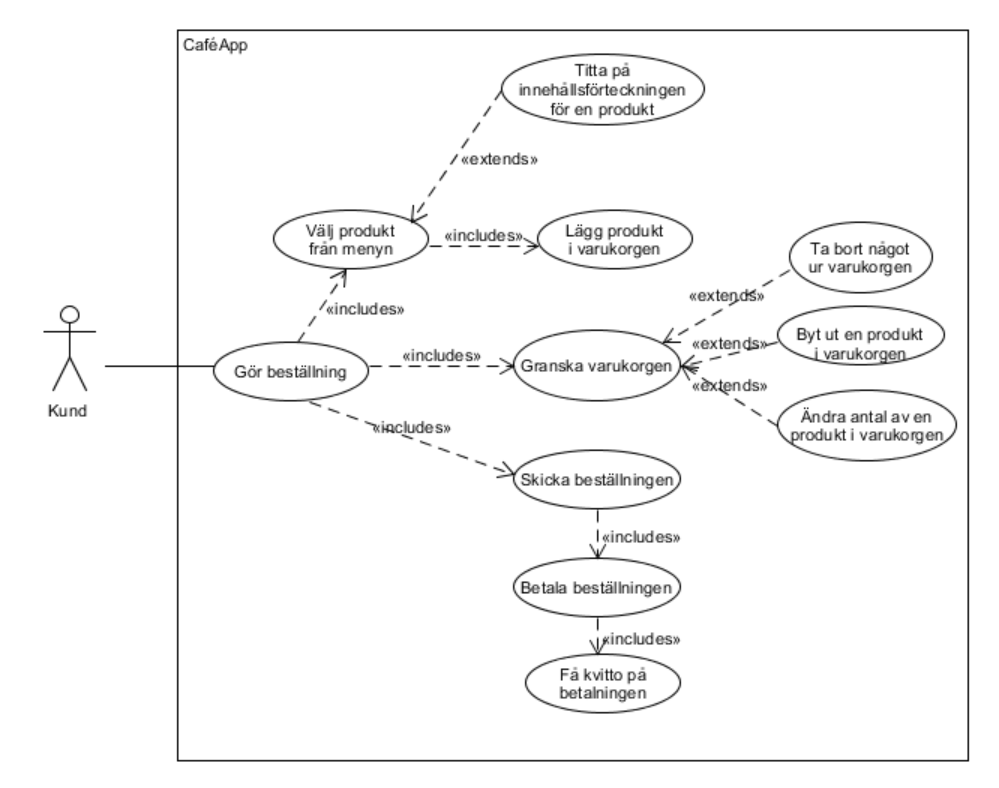 CaféApp
Titta på
innehållsförteckningen
för en produkt
«extends»
Välj produkt
från menyn
«includes»
Lägg produkt
i varukorgen
Ta bort något
ur varukorgen
«extends»
«includes»
Byt ut en produkt
i varukorgen
«extends»
Gör beställning
«includes»
Granska varukorgen
«extends»
Ändra antal av en
produkt i varukorgen
Kund
«includes»
Skicka beställningen
«includes»
Betala beställningen
«includes»
Få kvitto på
betalningen